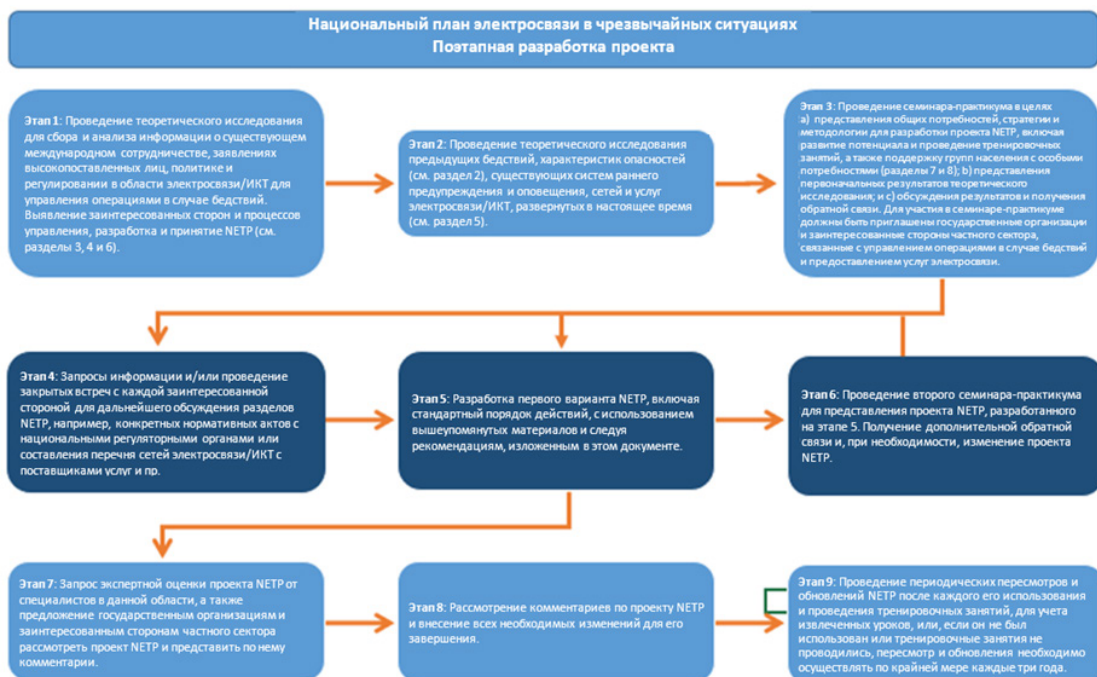 Национальный план электросвязи в чрезвычайных ситуациях
Поэтапная разработка проекта
Этап 1: Проведение теоретического исследования
для сбора и анализа информации о существующем
международном сотрудничестве, заявлениях
высокопоставленных лиц, политике и
регулировании в области электросвязи/ИКТ для
управления операциями в случае бедствий.
Выявление заинтересованных сторон и процессов
управления, разработка и принятие NETP (см.
разделы 3, 4 и 6).
Этап 2: Проведение теоретического исследования
предыдущих бедствий, характеристик опасностей
(см. раздел 2), существующих систем раннего
предупреждения и оповещения, сетей и услуг
электросвязи/ИКТ, развернутых в настоящее время
(см. раздел 5).
Этап 3: Проведение семинара-практикума в целях
a) представления общих потребностей, стратегии и
методологии для разработки проекта NETP, включая
развитие потенциала и проведение тренировочных
занятий, а также поддержку групп населения с особыми
потребностями (разделы 7 и 8); b) представления
первоначальных результатов теоретического
исследования; и c) обсуждения результатов и получения
обратной связи. Для участия в семинаре-практикуме
должны быть приглашены государственные организации
и заинтересованные стороны частного сектора,
связанные с управлением операциями в случае бедствий
и предоставлением услуг электросвязи.
Этап 4: Запросы информации и/или проведение
закрытых встреч с каждой заинтересованной
стороной для дальнейшего обсуждения разделов
NETP, например, конкретных нормативных актов с
национальными регуляторными органами или
составления перечня сетей электросвязи/ИКТ с
поставщиками услуг и пр.
Этап 5: Разработка первого варианта NETP, включая
стандартный порядок действий, с использованием
вышеупомянутых материалов и следуя
рекомендациям, изложенным в этом документе.
Этап 6: Проведение второго семинара-практикума
для представления проекта NETP, разработанного
на этапе 5. Получение дополнительной обратной
связи и, при необходимости, изменение проекта
NETP.
Этап 7: Запрос экспертной оценки проекта NETP от
специалистов в данной области, а также
предложение государственным организациям и
заинтересованным сторонам частного сектора
рассмотреть проект NETP и представить по нему
комментарии.
Этап 8: Рассмотрение комментариев по проекту NETP
и внесение всех необходимых изменений для его
завершения.
Этап 9: Проведение периодических пересмотров и
обновлений NETP после каждого его использования
и проведения тренировочных занятий, для учета
извлеченных уроков, или, если он не был
использован или тренировочные занятия не
проводились, пересмотр и обновления необходимо
осуществлять по крайней мере каждые три года.